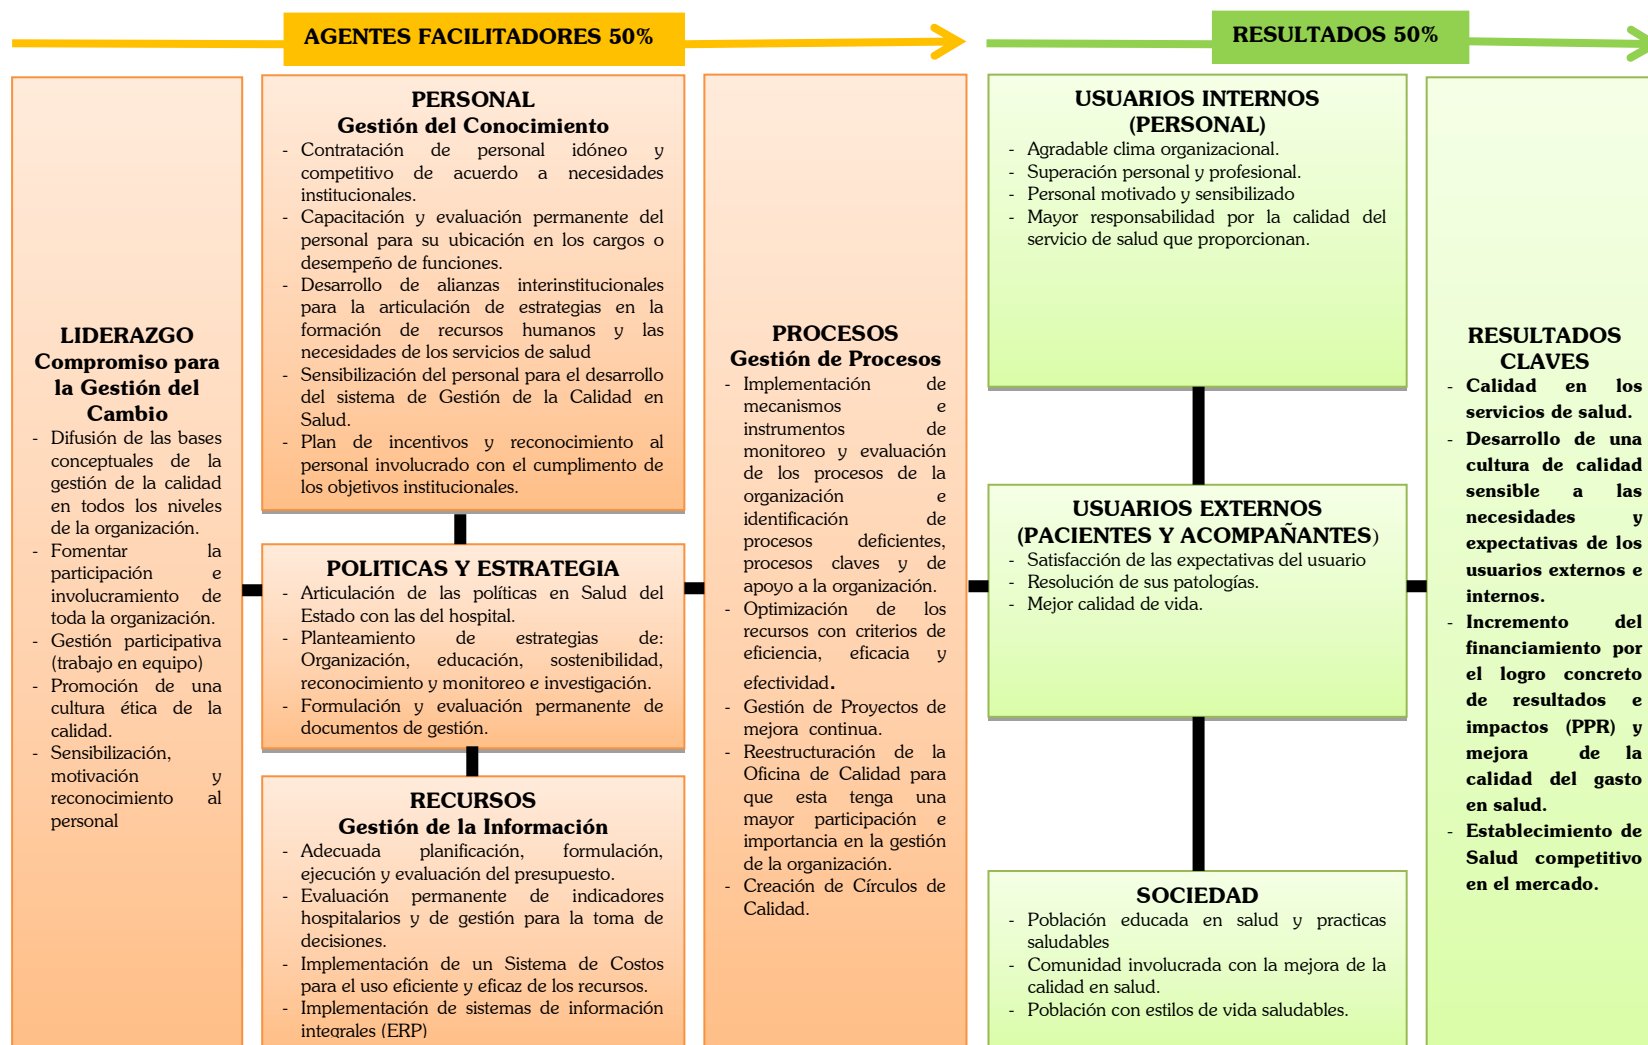 AGENTES FACILITADORES 50%
RESULTADOS 50%
LIDERAZGO
Compromiso para
la Gestión del
Cambio
- Difusión de las bases
conceptuales de la
gestión de la calidad
en todos los niveles
de la organización.
- Fomentar la
participación e
involucramiento de
toda la organización.
- Gestión participativa
(trabajo en equipo)
- Promoción de una
cultura ética de la
calidad.
- Sensibilización,
motivación y
reconocimiento al
personal
PERSONAL
Gestión del Conocimiento
- Contratación de personal idóneo y
competitivo de acuerdo a necesidades
institucionales.
- Capacitación y evaluación permanente del
personal para su ubicación en los cargos o
desempeño de funciones.
- Desarrollo de alianzas interinstitucionales
para la articulación de estrategias en la
formación de recursos humanos y las
necesidades de los servicios de salud
- Sensibilización del personal para el desarrollo
del sistema de Gestión de la Calidad en
Salud.
- Plan de incentivos y reconocimiento al
personal involucrado con el cumplimento de
los objetivos institucionales.
POLITICAS Y ESTRATEGIA
- Articulación de las políticas en Salud del
Estado con las del hospital.
- Planteamiento de estrategias de:
Organización, educación, sostenibilidad,
reconocimiento y monitoreo e investigación.
- Formulación y evaluación permanente de
documentos de gestión.
RECURSOS
Gestión de la Información
- Adecuada planificación, formulación,
ejecución y evaluación del presupuesto.
- Evaluación permanente de indicadores
hospitalarios y de gestión para la toma de
decisiones.
- Implementación de un Sistema de Costos
para el uso eficiente y eficaz de los recursos.
- Implementación de sistemas de información
integrales (ERP)
PROCESOS
Gestión de Procesos
- Implementación de
mecanismos e
instrumentos de
monitoreo y evaluación
de los procesos de la
organización e
identificación de
procesos deficientes,
procesos claves y de
apoyo a la organización.
- Optimización de los
recursos con criterios de
eficiencia, eficacia y
efectividad.
- Gestión de Proyectos de
mejora continua.
- Reestructuración de la
Oficina de Calidad para
que esta tenga una
mayor participación e
importancia en la gestión
de la organización.
- Creación de Círculos de
Calidad.
USUARIOS INTERNOS
(PERSONAL)
- Agradable clima organizacional.
- Superación personal y profesional.
- Personal motivado y sensibilizado
- Mayor responsabilidad por la calidad del
servicio de salud que proporcionan.
USUARIOS EXTERNOS
(PACIENTES Y ACOMPAÑANTES)
- Satisfacción de las expectativas del usuario
- Resolución de sus patologías.
- Mejor calidad de vida.
SOCIEDAD
- Población educada en salud y practicas
saludables
- Comunidad involucrada con la mejora de la
calidad en salud.
- Población con estilos de vida saludables.
RESULTADOS
CLAVES
- Calidad en los
servicios de salud.
- Desarrollo de una
cultura de calidad
sensible a las
necesidades y
expectativas de los
usuarios externos e
internos.
- Incremento del
financiamiento por
el logro concreto
de resultados e
impactos (PPR) y
mejora de la
calidad del gasto
en salud.
- Establecimiento de
Salud competitivo
en el mercado.